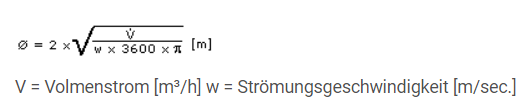 ø = 2 × √ V̇ / w × 3600 × π [m]
V = Volmenstrom [m³/h] w = Strömungsgeschwindigkeit [m/sec.]